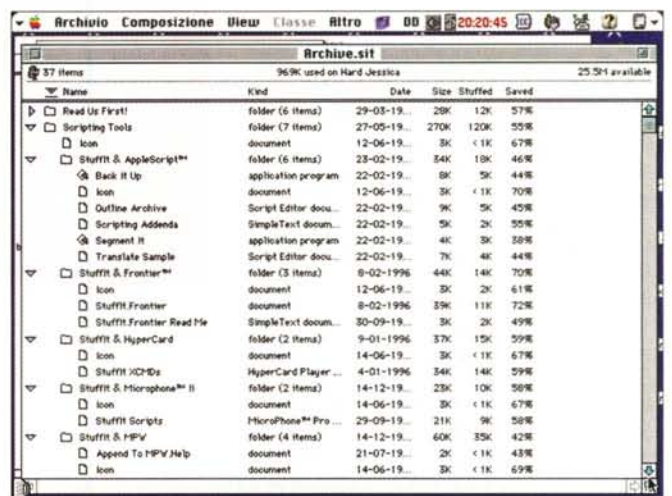 Archivio Composizione View Classe Altro 20:20:45
Archive.sit
37 items 969K used on Hard Jessica 25.5M available
Name Kind Date Size Stuffed Saved
Read Us First! folder (6 items) 29-03-19... 28K 12K 57%
Scripting Tools folder (7 items) 27-05-19... 270K 120K 55%
Icon document 12-06-19... 3K <1K 67%
StuffIt & AppleScript™ folder (6 items) 23-02-19... 34K 18K 46%
Back It Up application program 22-02-19... 8K 5K 44%
Icon document 12-06-19... 3K <1K 70%
Outline Archive Script Editor docu... 22-02-19... 9K 5K 45%
Scripting Addenda SimpleText docum... 22-02-19... 5K 2K 55%
Segment It application program 22-02-19... 4K 3K 38%
Translate Sample Script Editor docu... 22-02-19... 7K 4K 44%
StuffIt & Frontier™ folder (3 items) 8-02-1996 44K 14K 70%
Icon document 12-06-19... 3K 2K 61%
StuffIt.Frontier document 8-02-1996 39K 11K 72%
StuffIt.Frontier Read Me SimpleText docum... 30-09-19... 3K 2K 49%
StuffIt & HyperCard folder (2 items) 9-01-1996 37K 15K 59%
Icon document 14-06-19... 3K <1K 67%
StuffIt XCMDs HyperCard Player ... 4-01-1996 34K 14K 59%
StuffIt & Microphone™ II folder (2 items) 14-12-19... 23K 10K 58%
Icon document 14-06-19... 3K <1K 67%
StuffIt Scripts MicroPhone™ Pro ... 29-09-19... 21K 9K 58%
StuffIt & MPW folder (4 items) 14-12-19... 60K 35K 42%
Append To MPW.Help document 21-07-19... 2K <1K 43%
Icon document 14-06-19... 3K <1K 69%